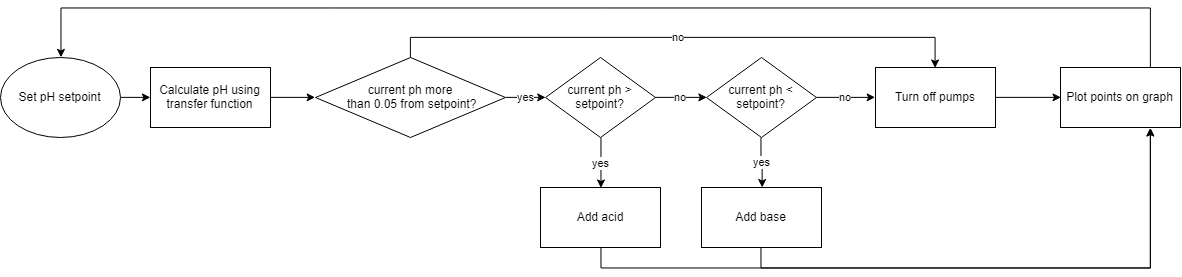 no
Set pH setpoint
Calculate pH using
transfer function
current ph more
than 0.05 from setpoint?
yes
current ph >
setpoint?
no
current ph <
setpoint?
no
Turn off pumps
Plot points on graph
yes
yes
Add acid
Add base